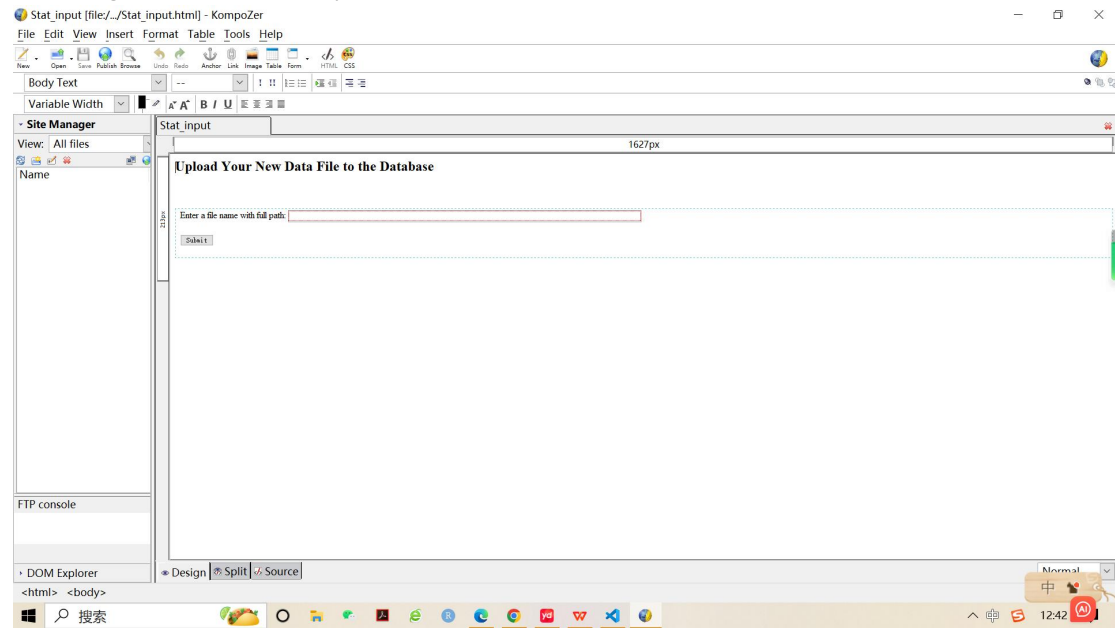 Stat_input [file:/.../Stat_input.html] - KompoZer
File Edit View Insert Format Table Tools Help
New Open Save Publish Browse Undo Redo Anchor Link Image Table Form HTML CSS
Body Text --
Variable Width B I U
Site Manager Stat_input
View: All files 1627px
Name
213px
Upload Your New Data File to the Database
Enter a file name with full path:
Submit
FTP console
DOM Explorer Design Split Source Normal
<html> <body>
中
搜索 中 12:42